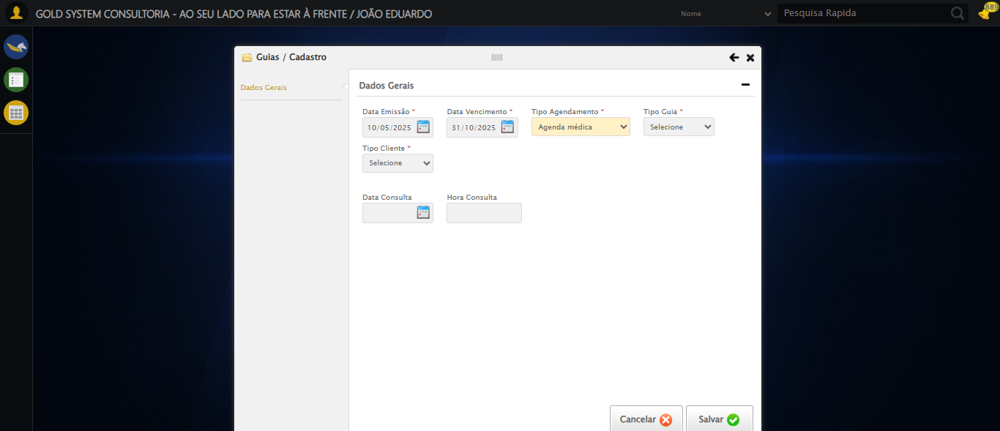 GOLD SYSTEM CONSULTORIA - AO SEU LADO PARA ESTAR À FRENTE / JOÃO EDUARDO
Nome
Pesquisa Rapida
889
Guias / Cadastro
Dados Gerais
Dados Gerais
Data Emissão * Data Vencimento * Tipo Agendamento * Tipo Guia *
10/05/2025 31/10/2025 Agenda médica Selecione
Tipo Cliente *
Selecione
Data Consulta Hora Consulta
Cancelar Salvar